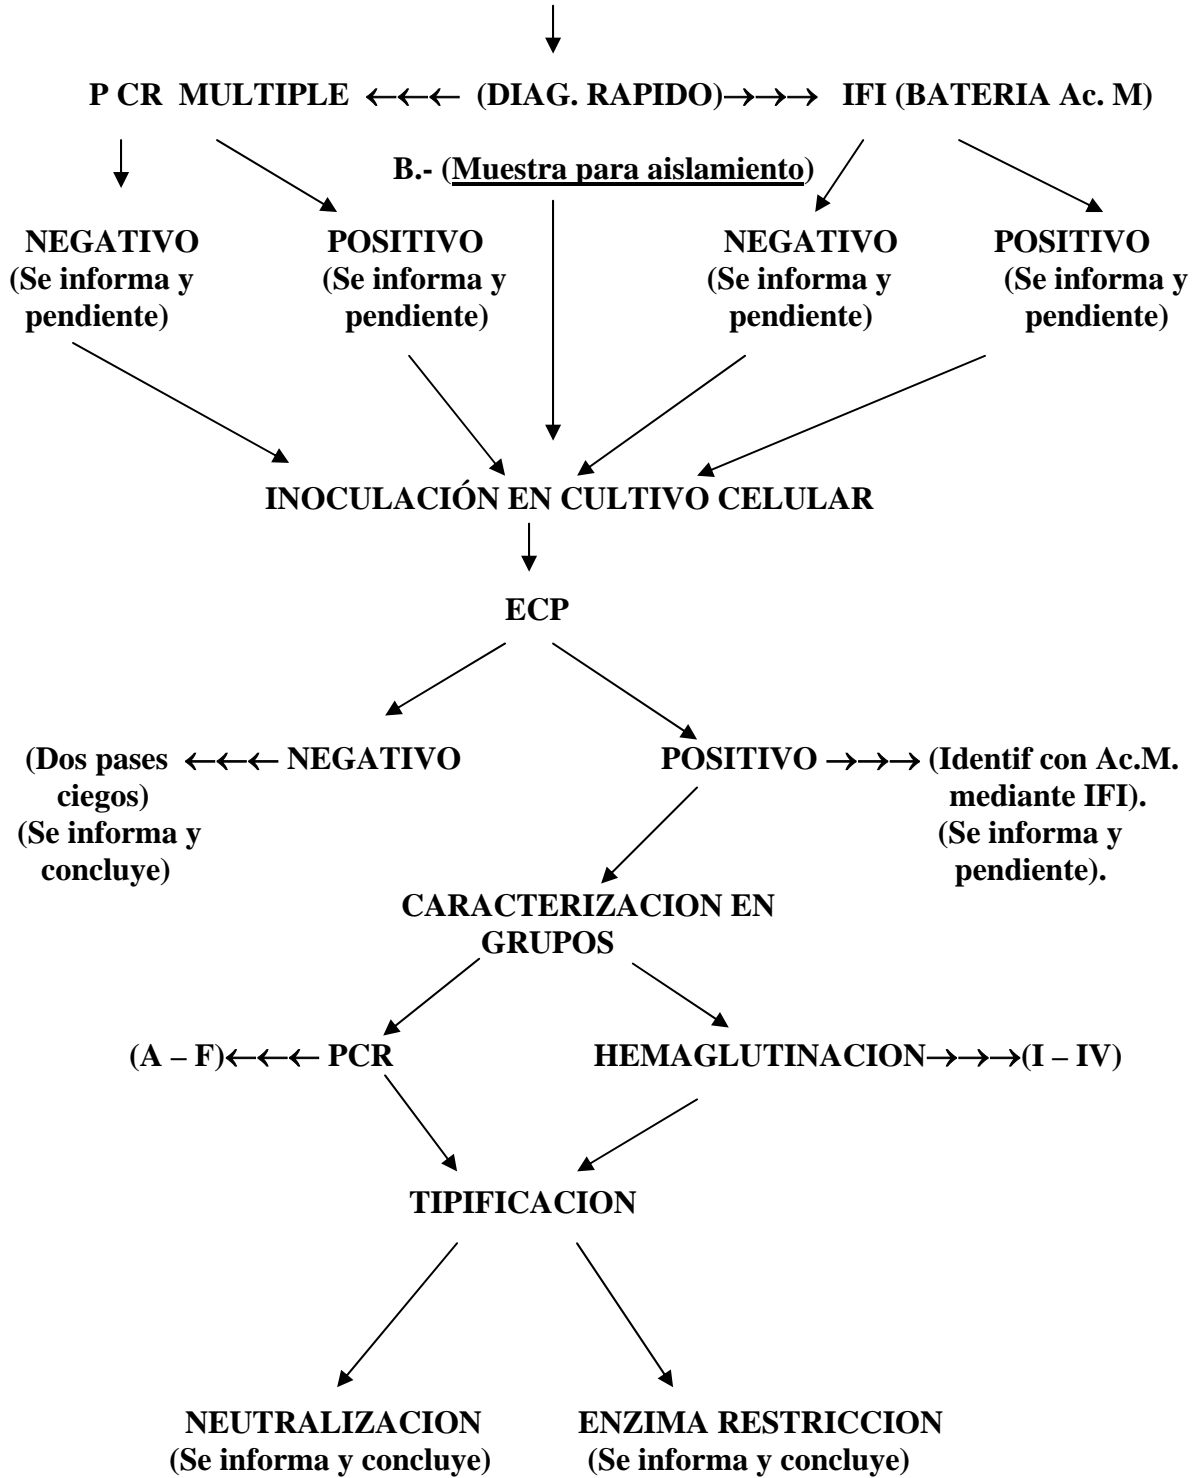 P CR MULTIPLE ←←← (DIAG. RAPIDO)→→→ IFI (BATERIA Ac. M)
B.- (Muestra para aislamiento)
NEGATIVO POSITIVO NEGATIVO POSITIVO
(Se informa y (Se informa y (Se informa y (Se informa y
pendiente) pendiente) pendiente) pendiente)
INOCULACIÓN EN CULTIVO CELULAR
ECP
(Dos pases ←←← NEGATIVO POSITIVO →→→ (Identif con Ac.M.
ciegos) mediante IFI).
(Se informa y (Se informa y
concluye) pendiente).
CARACTERIZACION EN
GRUPOS
(A – F)←←← PCR HEMAGLUTINACION→→→(I – IV)
TIPIFICACION
NEUTRALIZACION ENZIMA RESTRICCION
(Se informa y concluye) (Se informa y concluye)